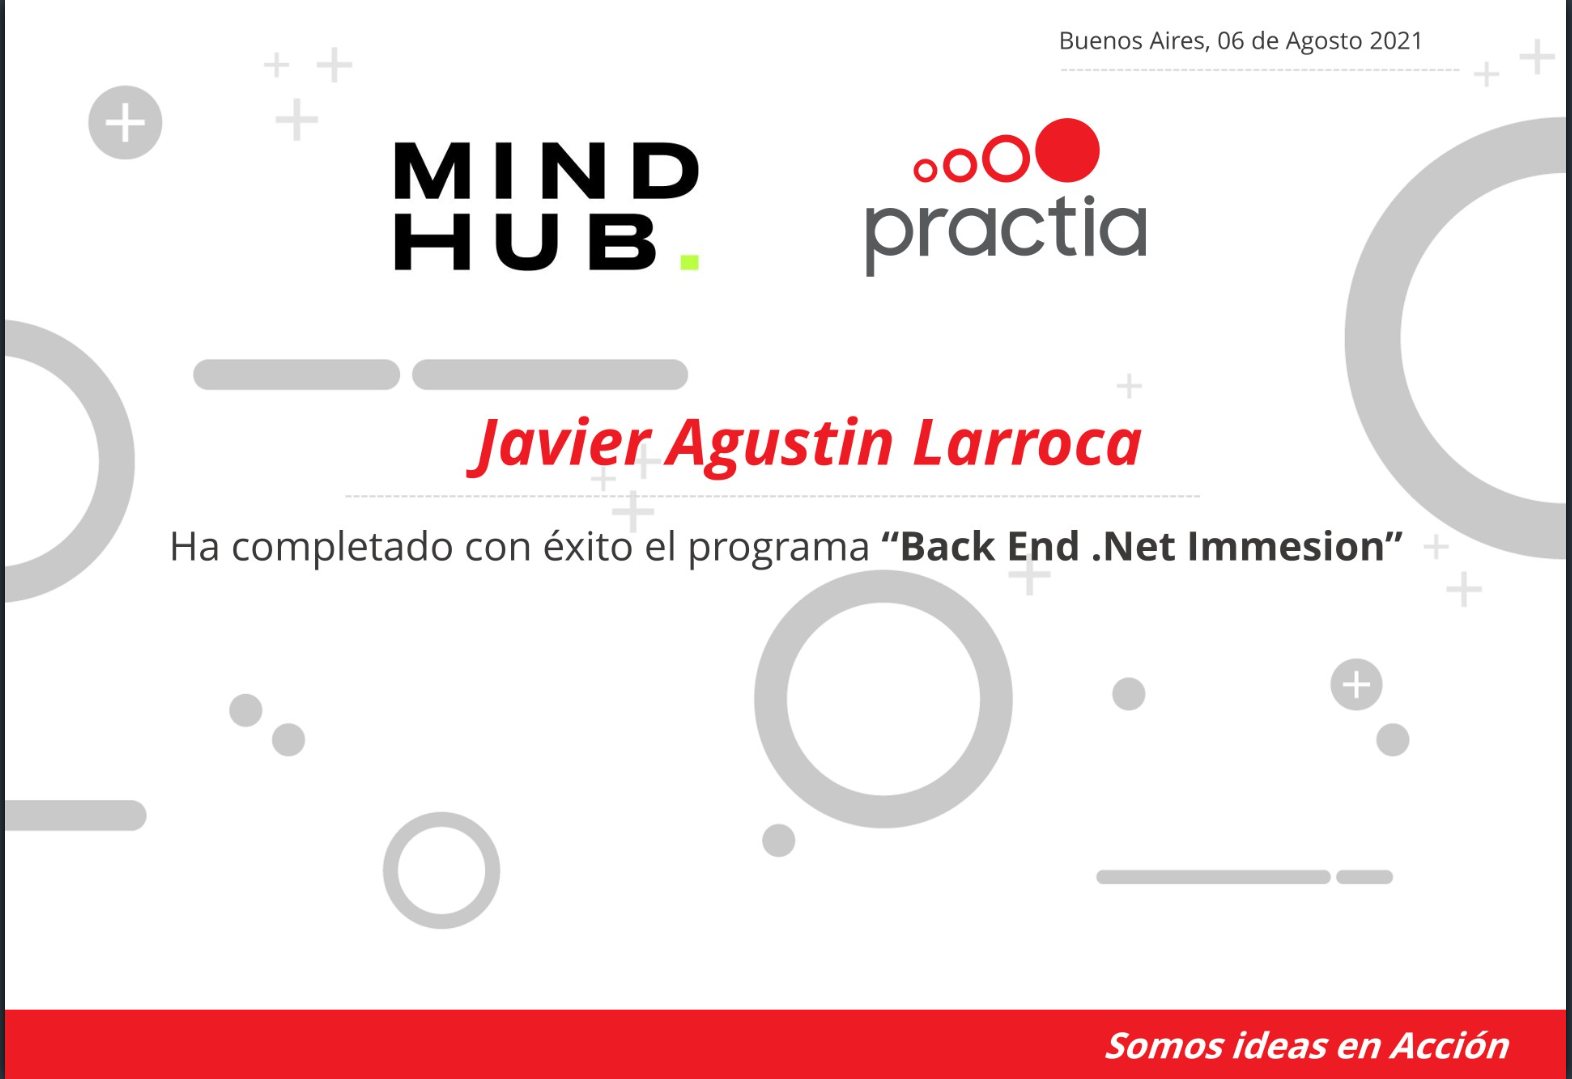 Buenos Aires, 06 de Agosto 2021
MIND
HUB.
practia
Javier Agustin Larroca
Ha completado con éxito el programa “Back End .Net Immesion”
Somos ideas en Acción